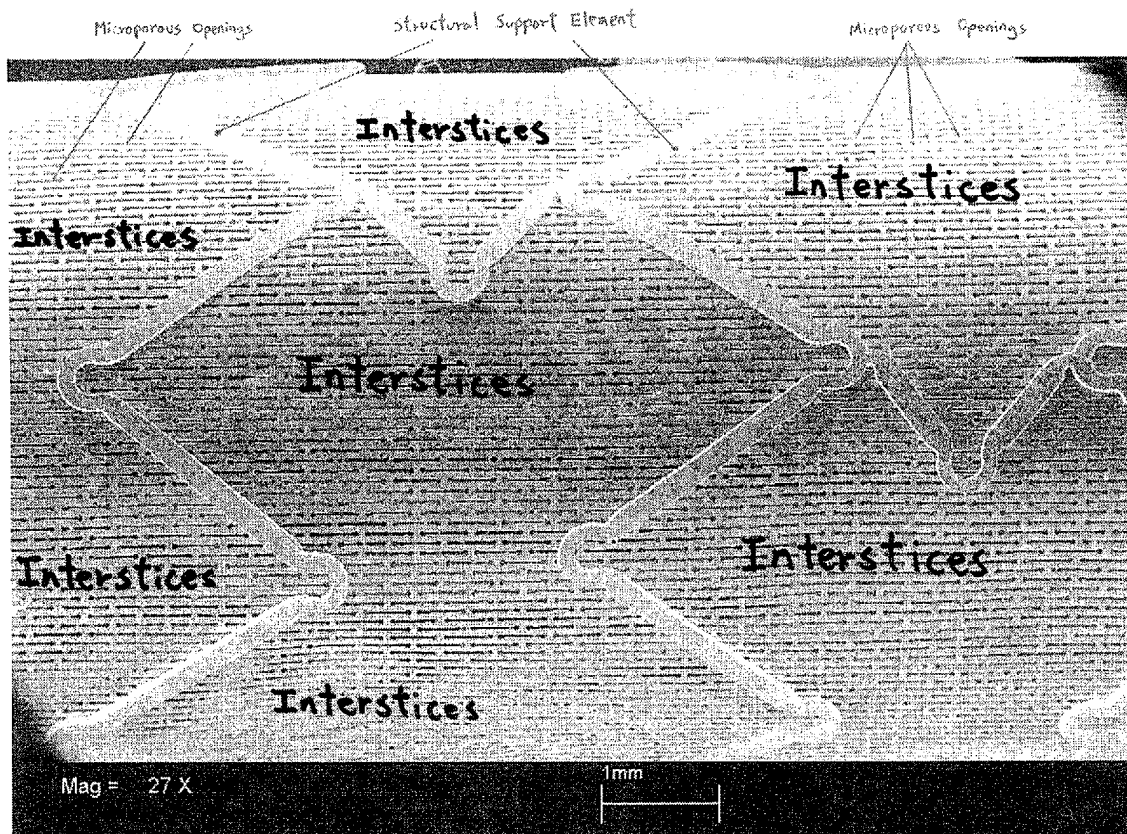 Microporous Openings
Structural Support Element
Microporous Openings
Interstices
Interstices
Interstices
Interstices
Interstices
Interstices
Interstices
Mag = 27 X
1mm